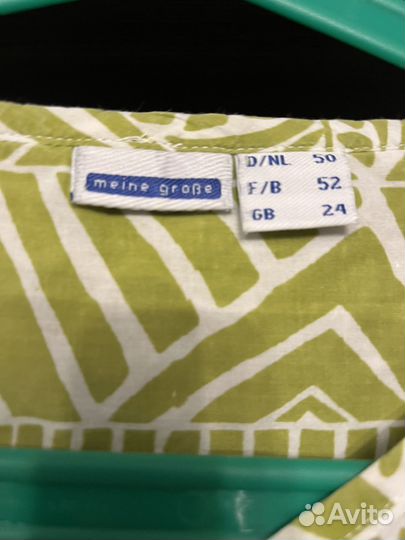 meine große
D/NL 50
F/B 52
GB 24
Avito